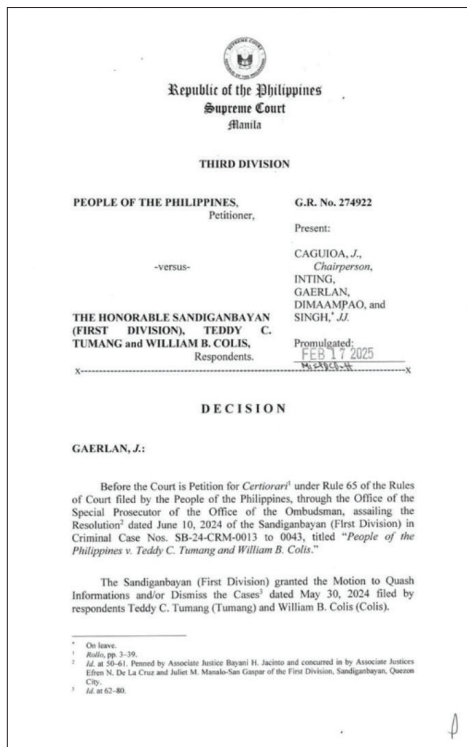 Republic of the Philippines
Supreme Court
Manila
THIRD DIVISION
PEOPLE OF THE PHILIPPINES,
Petitioner,
-versus-
THE HONORABLE SANDIGANBAYAN
(FIRST DIVISION), TEDDY C.
TUMANG and WILLIAM B. COLIS,
Respondents.
G.R. No. 274922
Present:
CAGUIOA, J.,
Chairperson,
INTING,
GAERLAN,
DIMAAMPAO, and
SINGH,* JJ.
Promulgated:
FEB 17 2025
x-----------------------------------------------------------------------------------x
DECISION
GAERLAN, J.:
Before the Court is Petition for Certiorari¹ under Rule 65 of the Rules
of Court filed by the People of the Philippines, through the Office of the
Special Prosecutor of the Office of the Ombudsman, assailing the
Resolution² dated June 10, 2024 of the Sandiganbayan (FIrst Division) in
Criminal Case Nos. SB-24-CRM-0013 to 0043, titled “People of the
Philippines v. Teddy C. Tumang and William B. Colis.”
The Sandiganbayan (First Division) granted the Motion to Quash
Informations and/or Dismiss the Cases³ dated May 30, 2024 filed by
respondents Teddy C. Tumang (Tumang) and William B. Colis (Colis).
* On leave.
¹ Rollo, pp. 3–39.
² Id. at 50–61. Penned by Associate Justice Bayani H. Jacinto and concurred in by Associate Justices
Efren N. De La Cruz and Juliet M. Manalo-San Gaspar of the First Division, Sandiganbayan, Quezon
City.
³ Id. at 62–80.